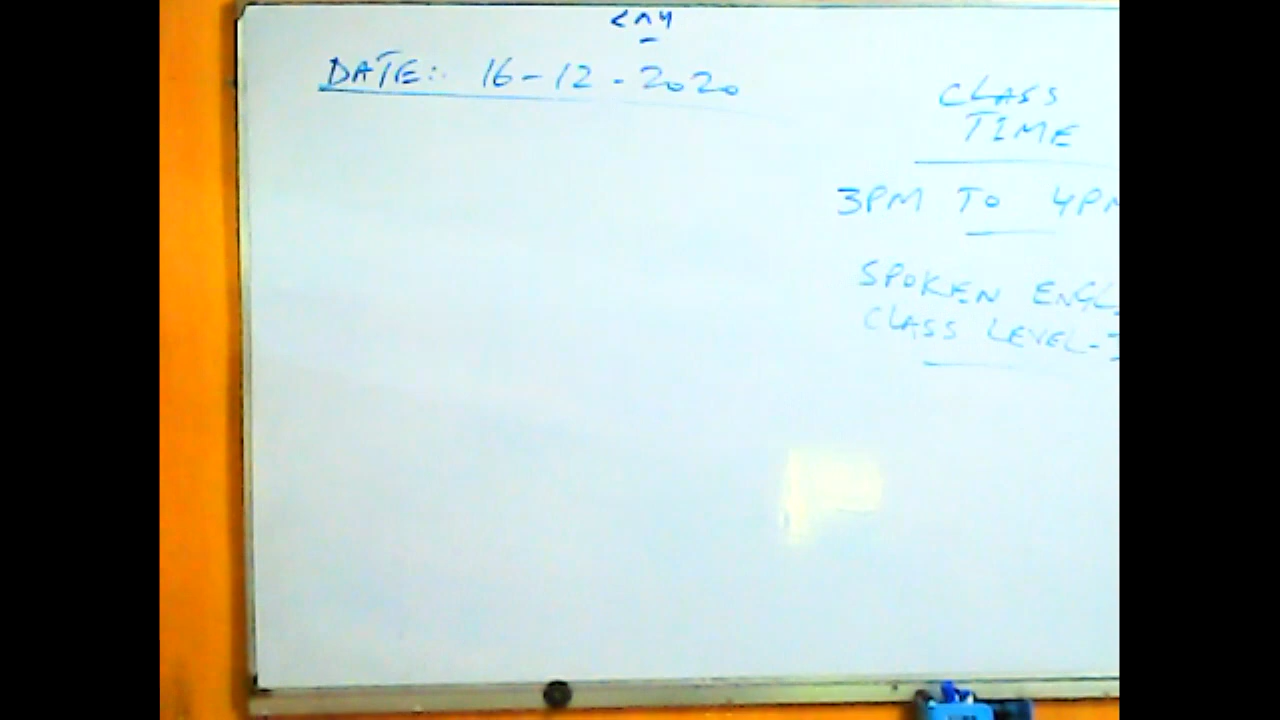 DATE:- 16-12-2020
CLASS
TIME
3PM TO 4PM
SPOKEN ENGL
CLASS LEVEL-I